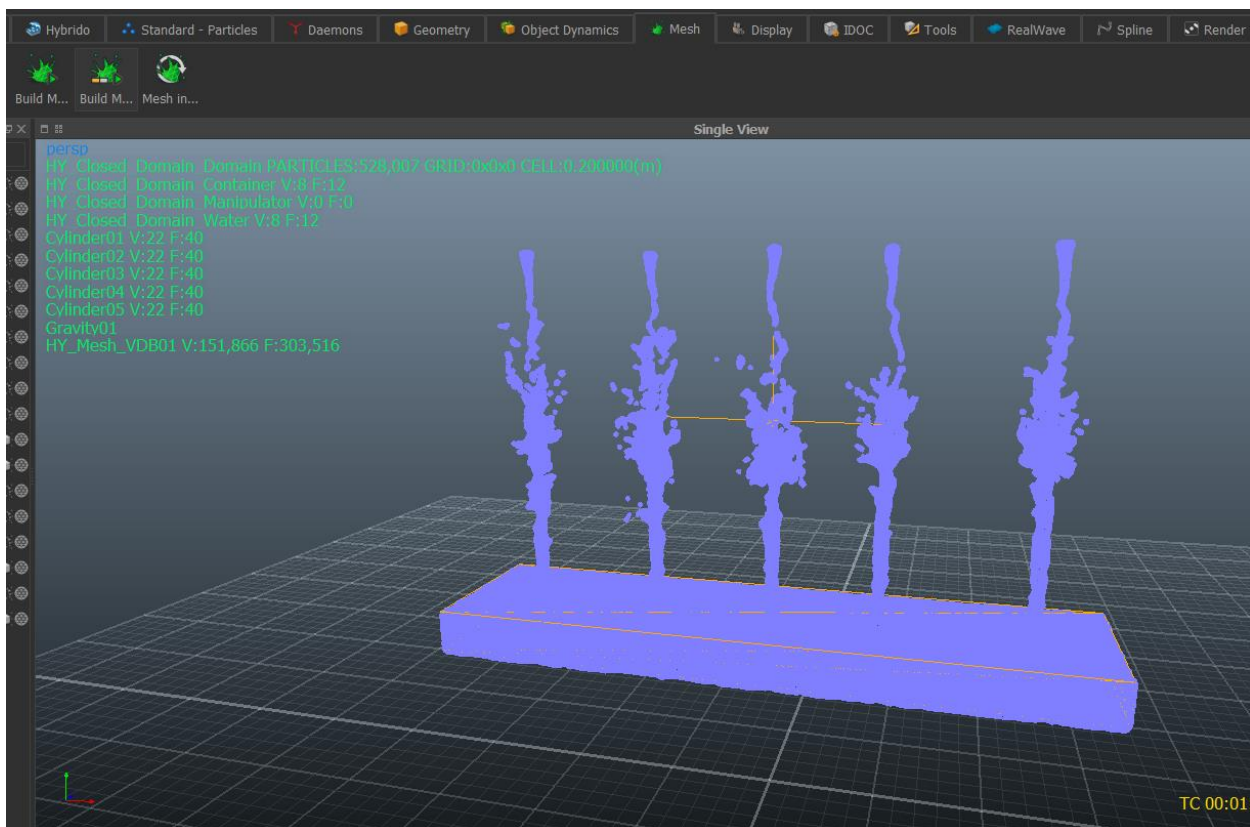 Hybrido Standard - Particles Daemons Geometry Object Dynamics Mesh Display IDOC Tools RealWave Spline Render
Build M... Build M... Mesh in...
Single View
persp
HY_Closed_Domain_Domain PARTICLES:528,007 GRID:0x0x0 CELL:0.200000(m)
HY_Closed_Domain_Container V:8 F:12
HY_Closed_Domain_Manipulator V:0 F:0
HY_Closed_Domain_Water V:8 F:12
Cylinder01 V:22 F:40
Cylinder02 V:22 F:40
Cylinder03 V:22 F:40
Cylinder04 V:22 F:40
Cylinder05 V:22 F:40
Gravity01
HY_Mesh_VDB01 V:151,866 F:303,516
TC 00:01